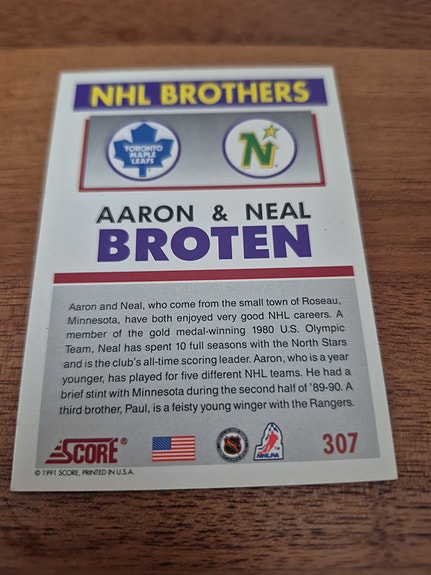 NHL BROTHERS
TORONTO
MAPLE
LEAFS
N
AARON & NEAL
BROTEN
Aaron and Neal, who come from the small town of Roseau,
Minnesota, have both enjoyed very good NHL careers. A
member of the gold medal-winning 1980 U.S. Olympic
Team, Neal has spent 10 full seasons with the North Stars
and is the club's all-time scoring leader. Aaron, who is a year
younger, has played for five different NHL teams. He had a
brief stint with Minnesota during the second half of '89-90. A
third brother, Paul, is a feisty young winger with the Rangers.
SCORE®
NHLPA
307
© 1991 SCORE, PRINTED IN U.S.A.